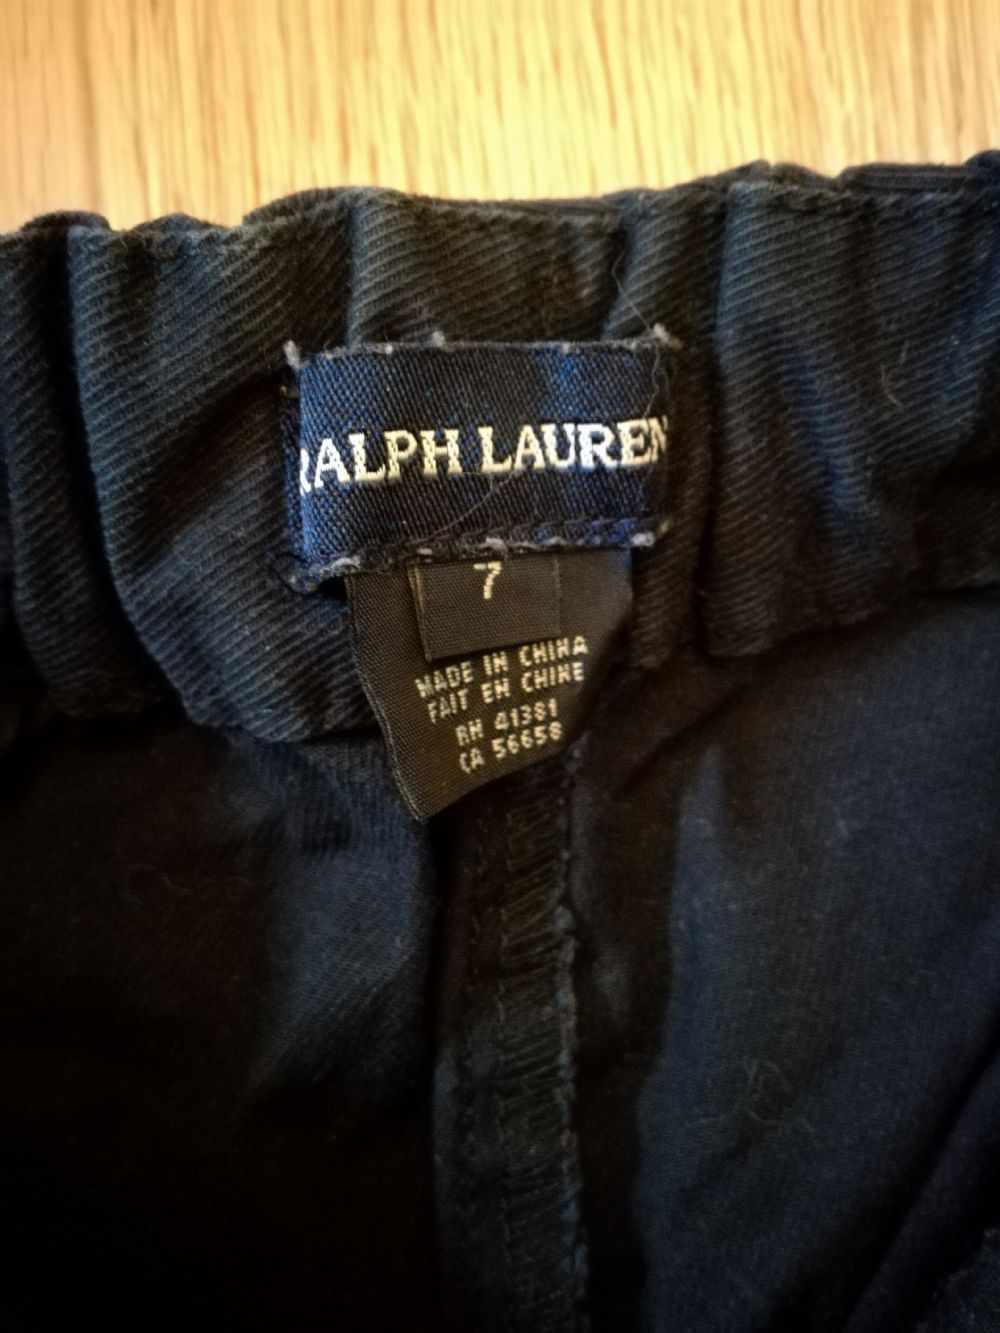 RALPH LAUREN
7
MADE IN CHINA
FAIT EN CHINE
RN 41381
CA 56658